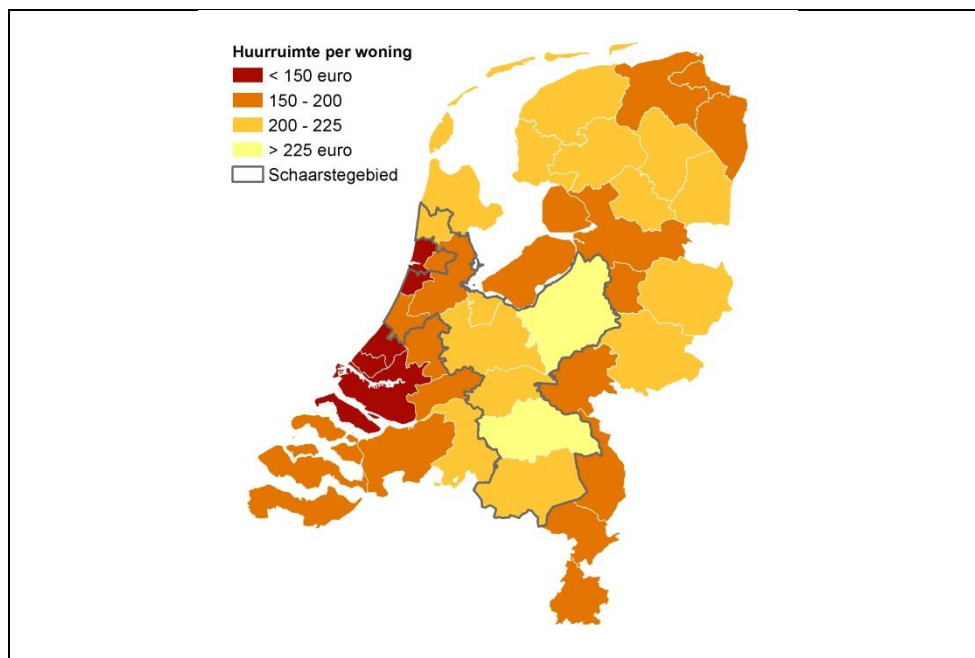 Huurruimte per woning
< 150 euro
150 - 200
200 - 225
> 225 euro
Schaarstegebied